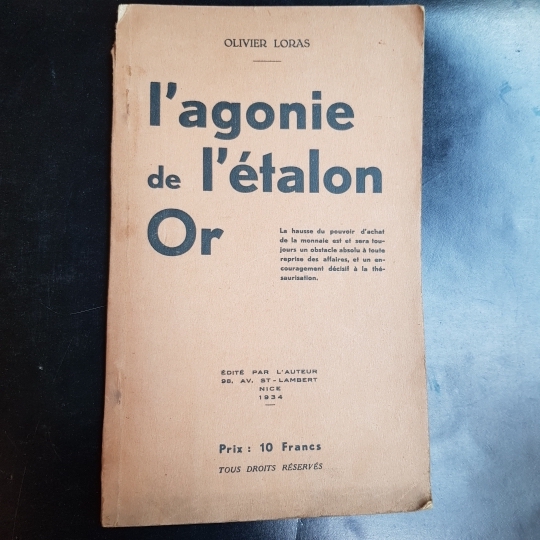 OLIVIER LORAS
l'agonie
de l'étalon
Or
La hausse du pouvoir d'achat
de la monnaie est et sera tou-
jours un obstacle absolu à toute
reprise des affaires, et un en-
couragement décisif à la thé-
saurisation.
ÉDITÉ PAR L'AUTEUR
98, AV. ST-LAMBERT
NICE
1934
Prix : 10 Francs
TOUS DROITS RÉSERVÉS